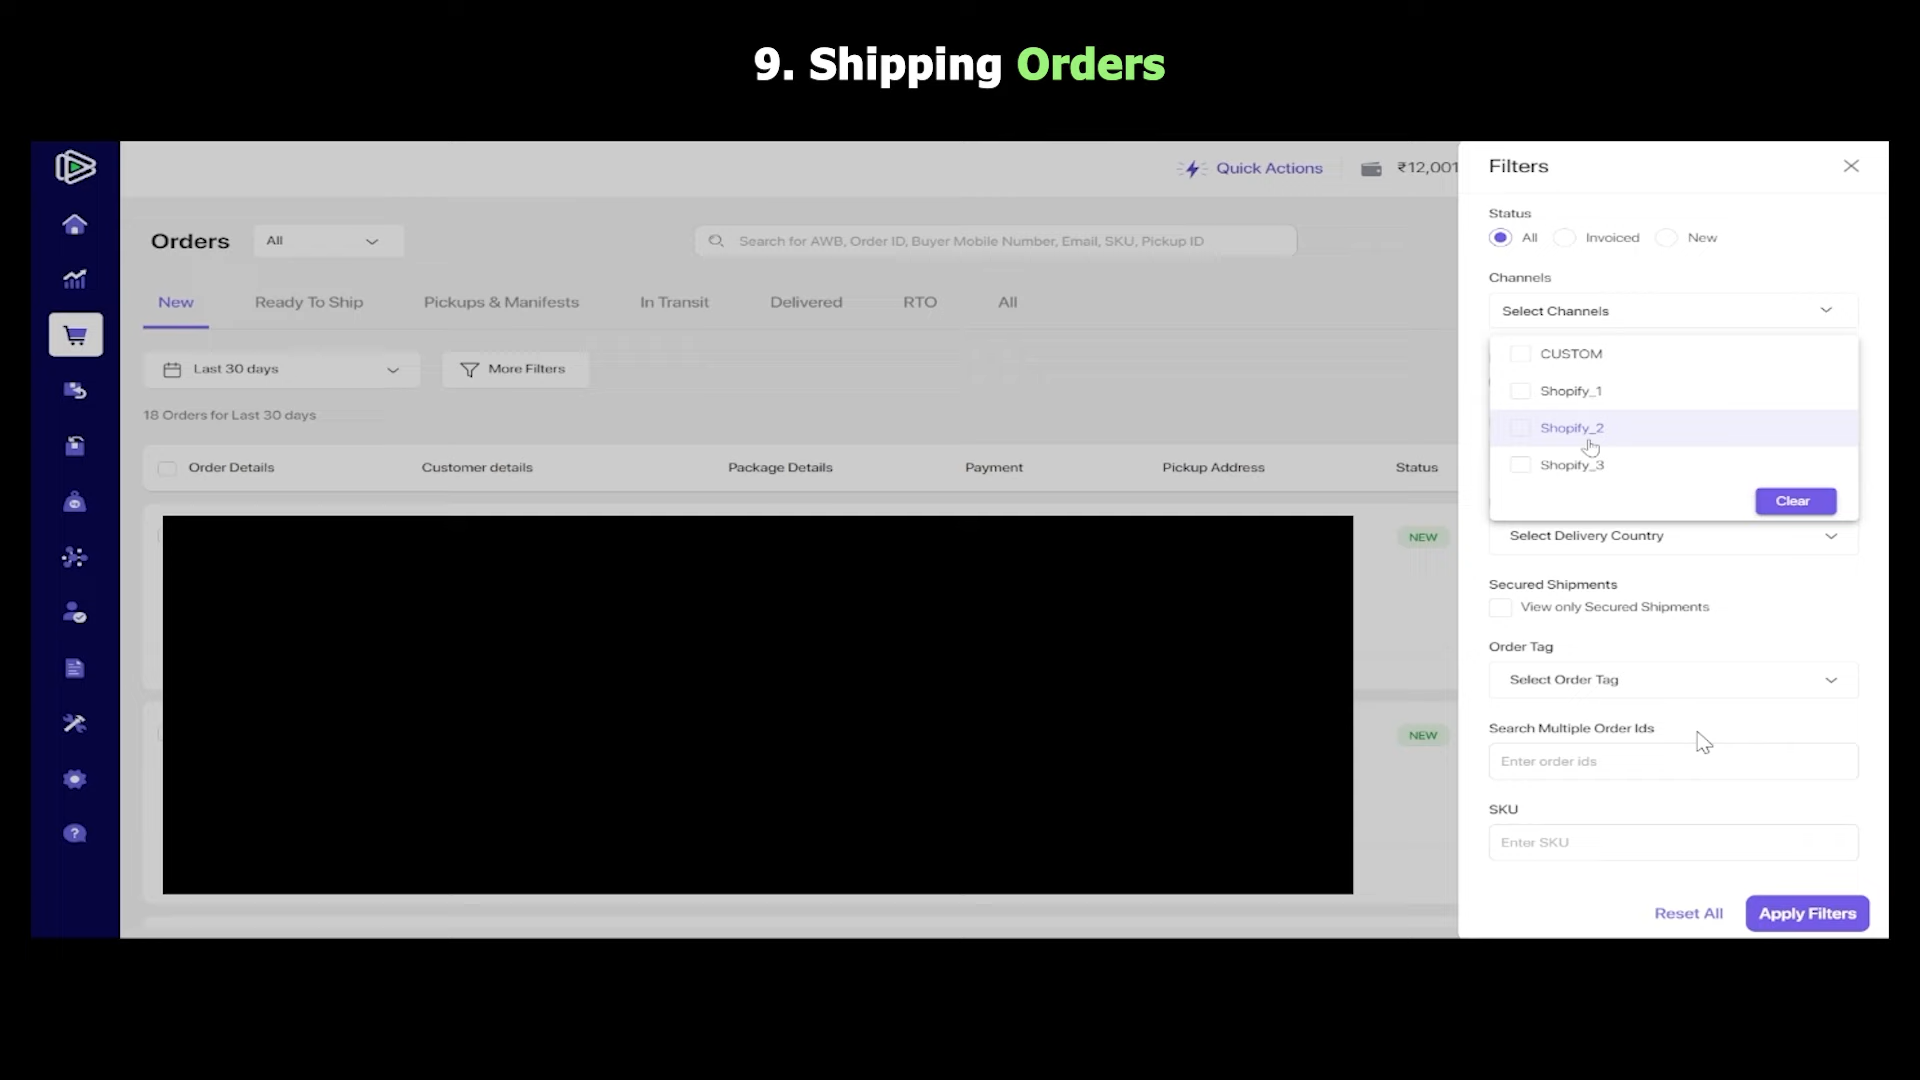 9. Shipping Orders
Quick Actions
₹12,001
Orders
All
Search for AWB, Order ID, Buyer Mobile Number, Email, SKU, Pickup ID
New
Ready To Ship
Pickups & Manifests
In Transit
Delivered
RTO
All
Last 30 days
More Filters
18 Orders for Last 30 days
Order Details
Customer details
Package Details
Payment
Pickup Address
Status
NEW
NEW
Filters
Status
All
Invoiced
New
Channels
Select Channels
CUSTOM
Shopify_1
Shopify_2
Shopify_3
Clear
Select Delivery Country
Secured Shipments
View only Secured Shipments
Order Tag
Select Order Tag
Search Multiple Order Ids
Enter order ids
SKU
Enter SKU
Reset All
Apply Filters